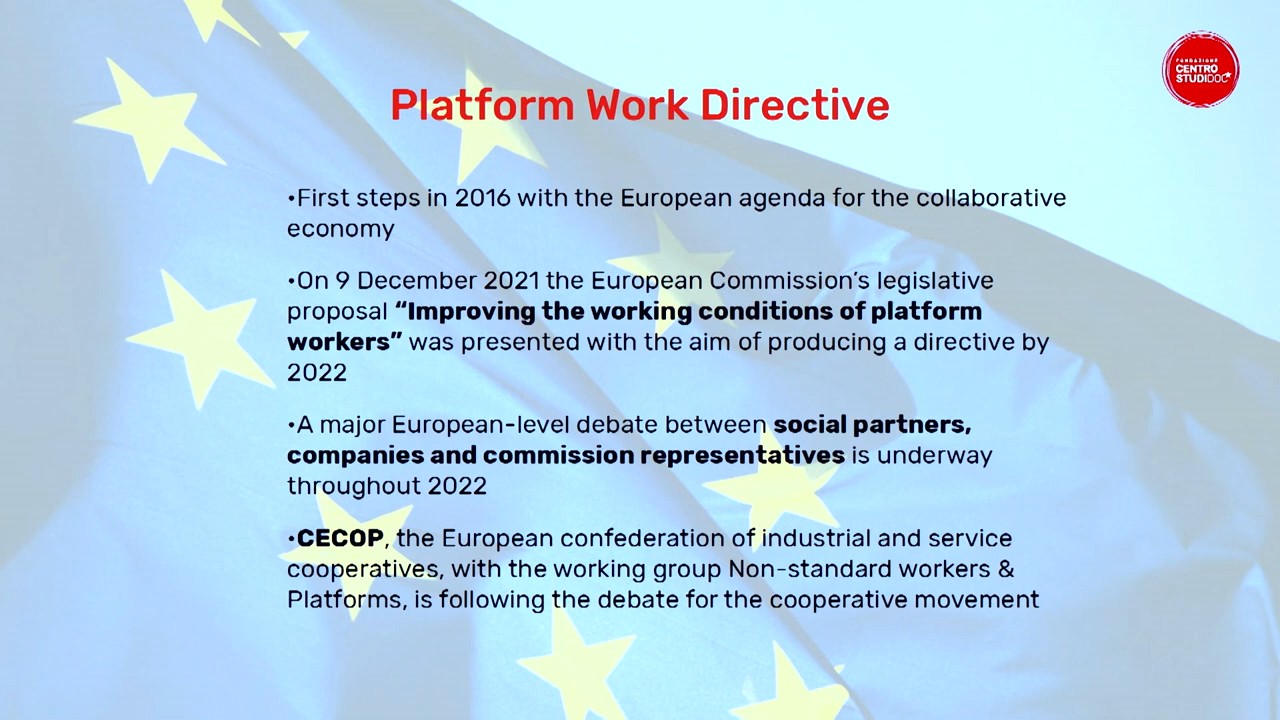 FONDAZIONE
CENTRO
STUDIDOC
Platform Work Directive
•First steps in 2016 with the European agenda for the collaborative
economy
•On 9 December 2021 the European Commission’s legislative
proposal “Improving the working conditions of platform
workers” was presented with the aim of producing a directive by
2022
•A major European-level debate between social partners,
companies and commission representatives is underway
throughout 2022
•CECOP, the European confederation of industrial and service
cooperatives, with the working group Non-standard workers &
Platforms, is following the debate for the cooperative movement